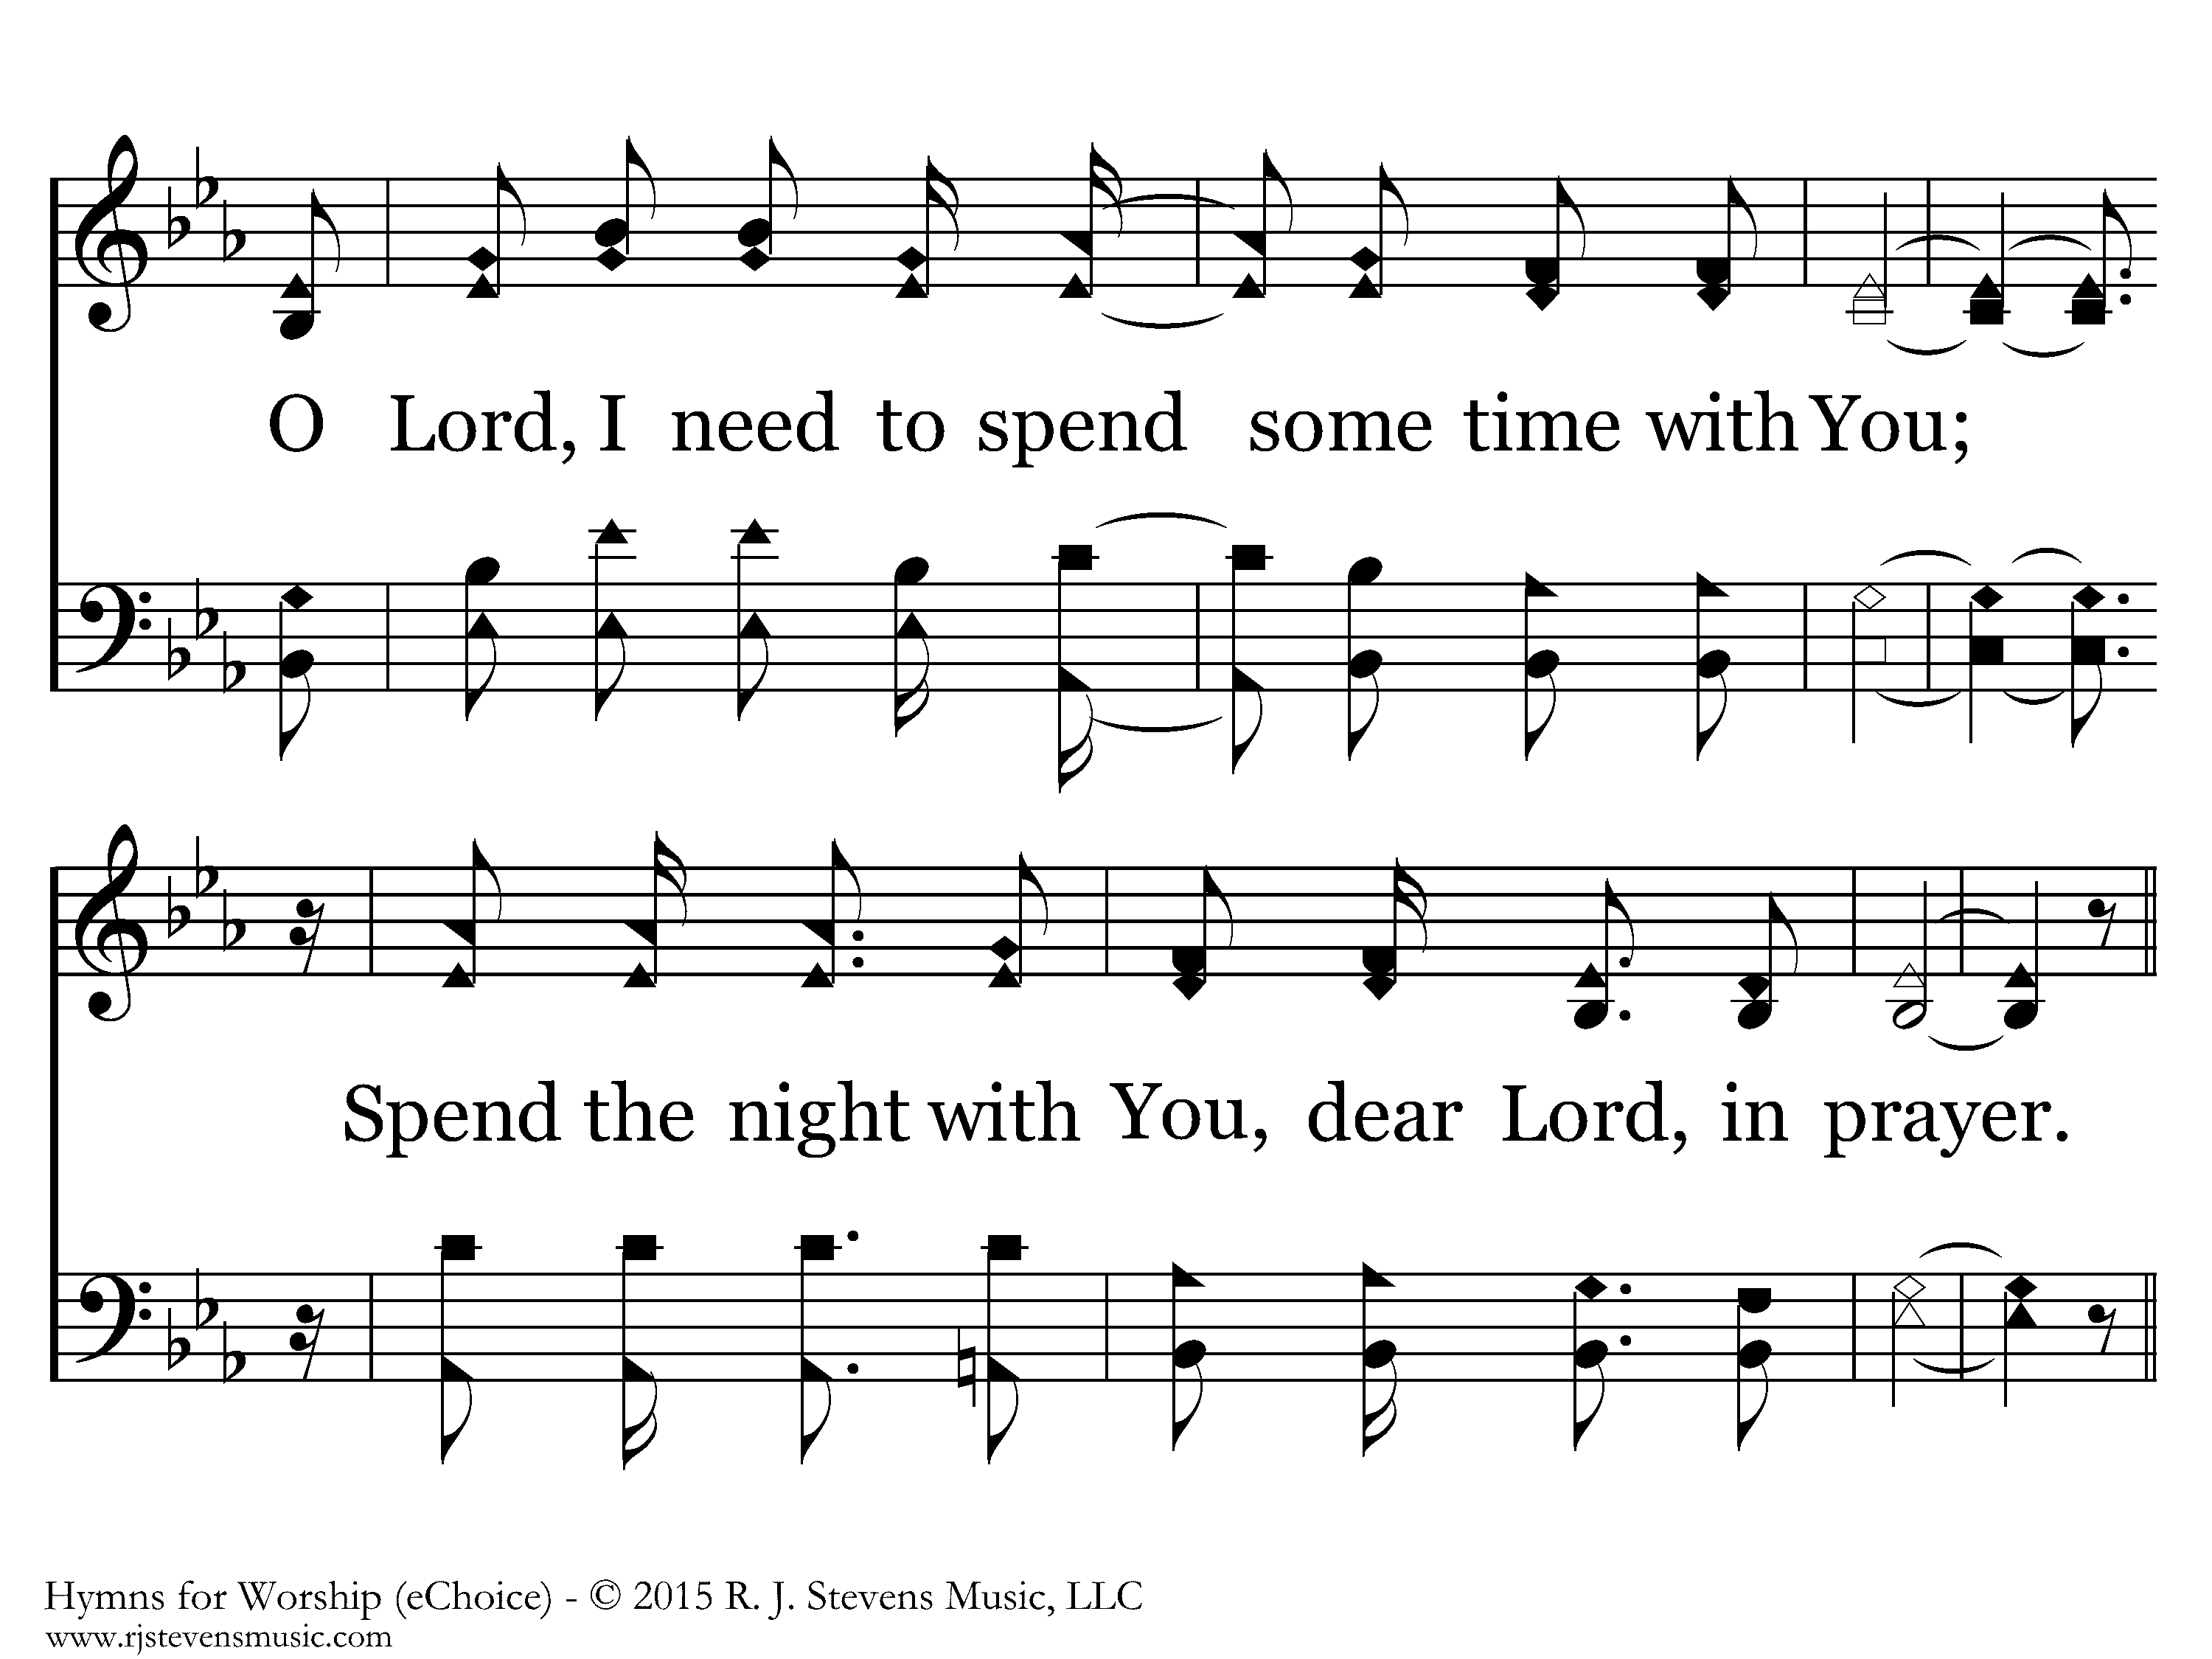 O Lord, I need to spend some time with You;
Spend the night with You, dear Lord, in prayer.
Hymns for Worship (eChoice) - © 2015 R. J. Stevens Music, LLC
www.rjstevensmusic.com